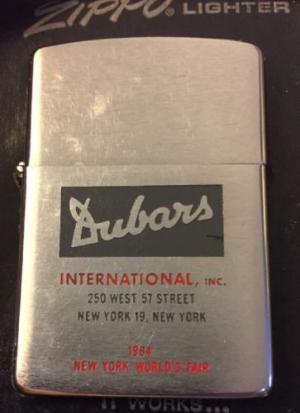 ZIPPO® LIGHTER
Dubars
INTERNATIONAL, INC.
250 WEST 57 STREET
NEW YORK 19, NEW YORK
1964
NEW YORK WORLD'S FAIR
IT WORKS...